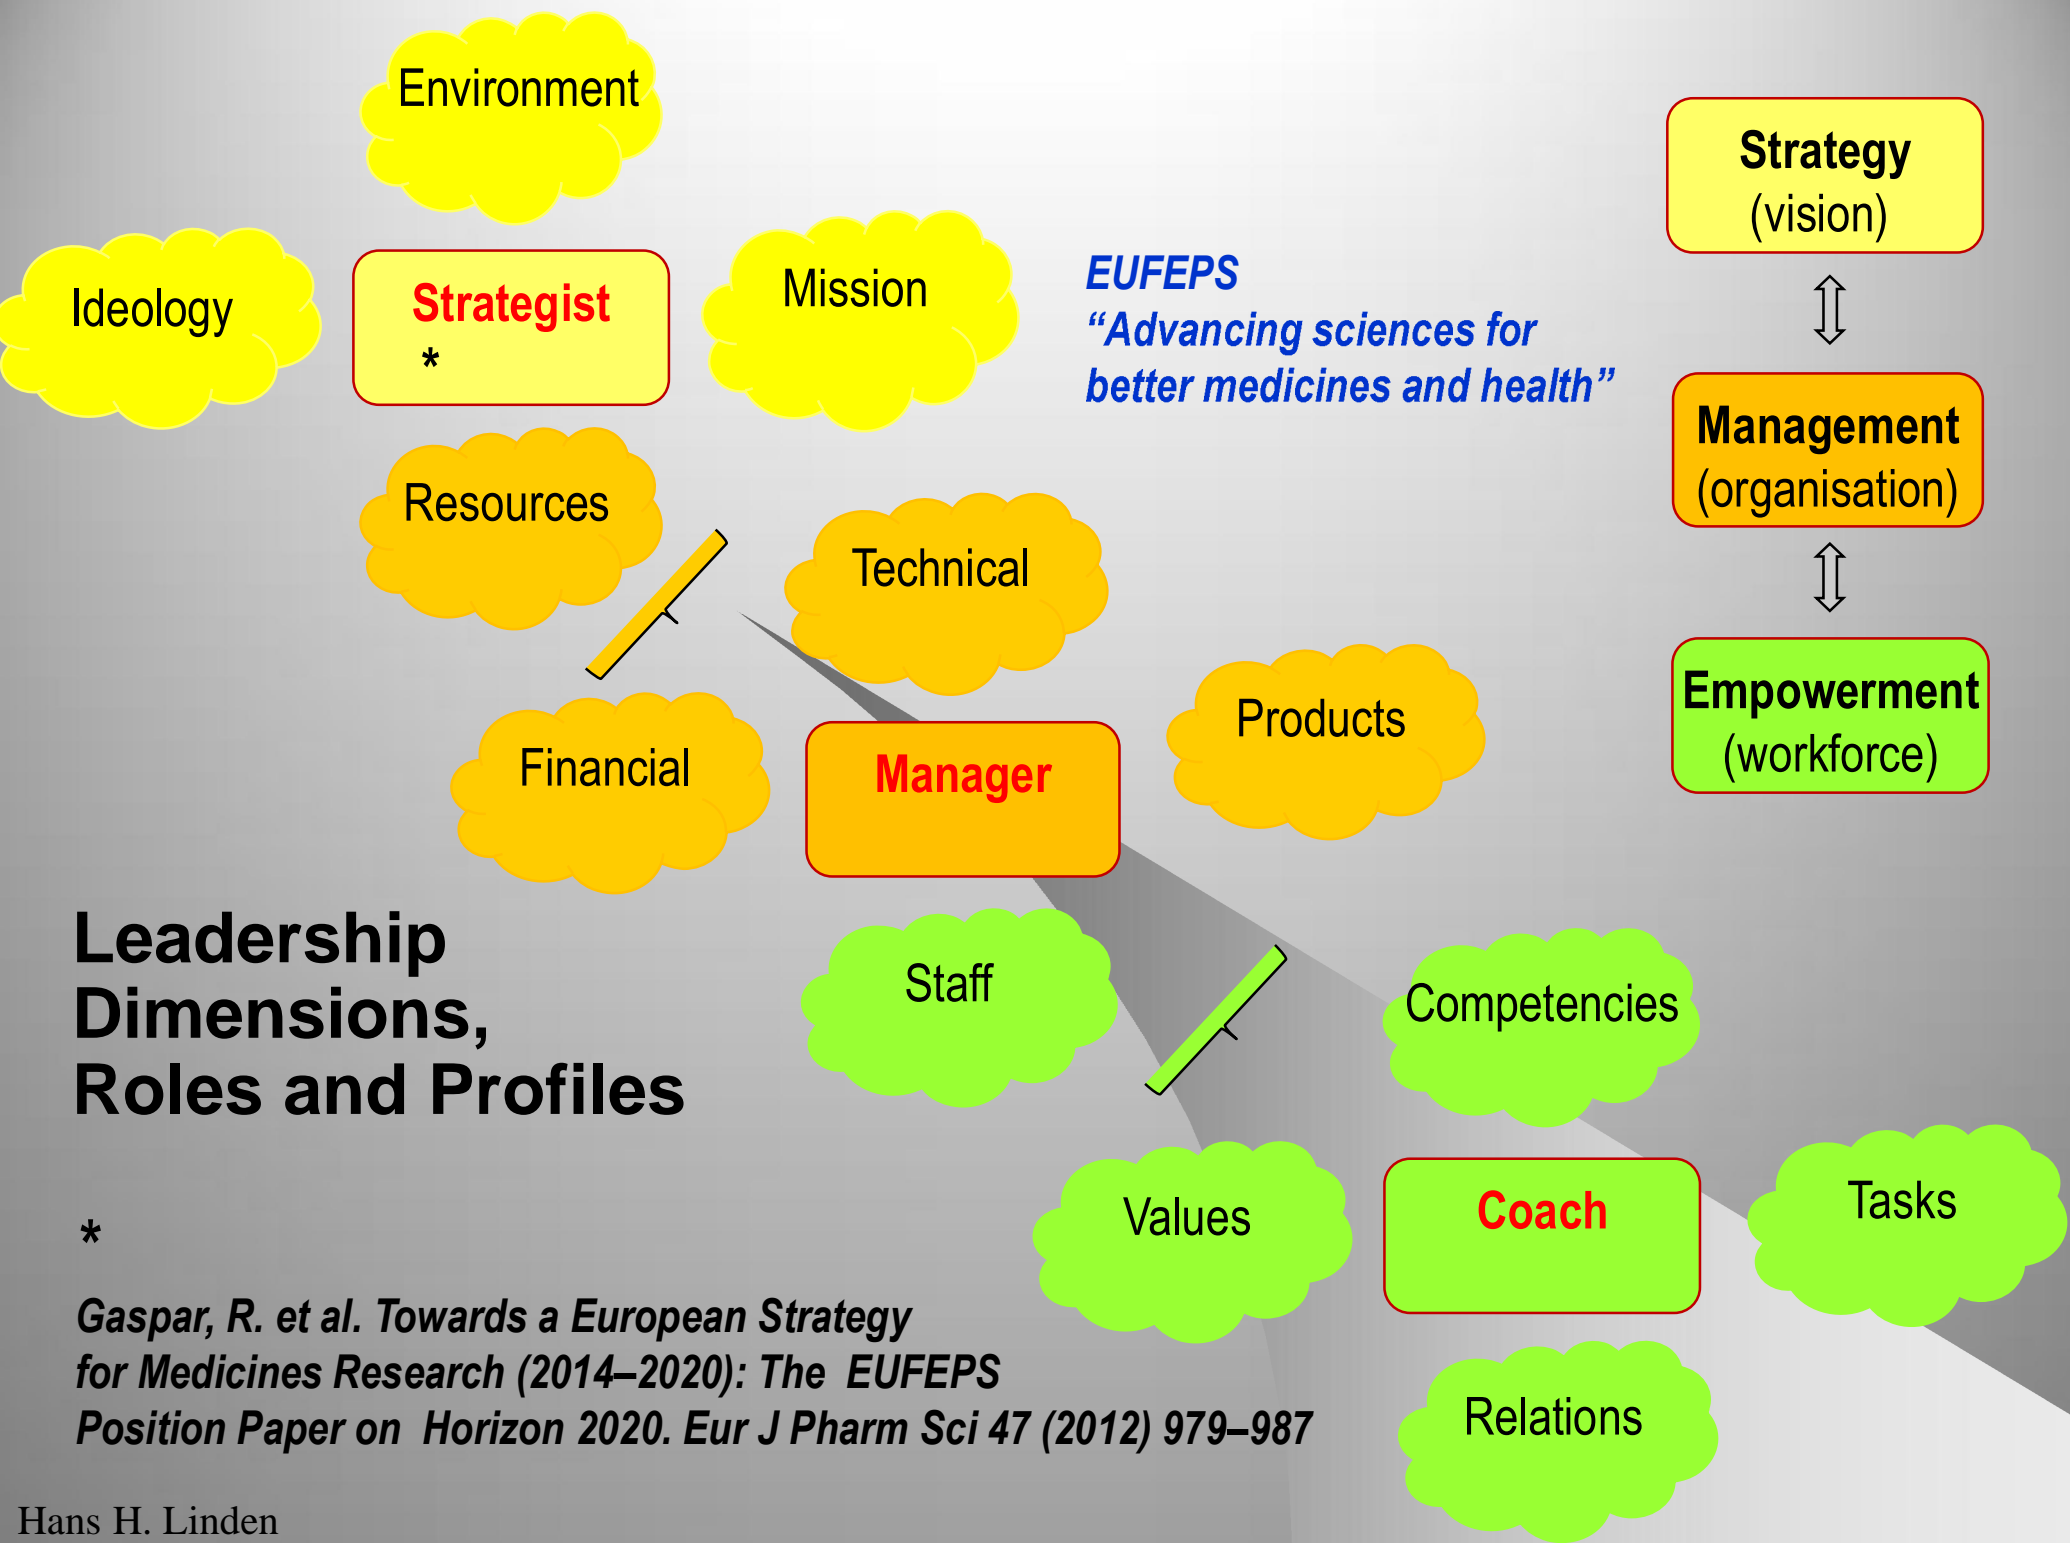 Environment
Ideology
Strategist
*
Mission
EUFEPS
“Advancing sciences for
better medicines and health”
Strategy
(vision)
Management
(organisation)
Empowerment
(workforce)
Resources
Technical
Financial
Manager
Products
Staff
Competencies
Values
Coach
Tasks
Relations
Leadership
Dimensions,
Roles and Profiles
*
Gaspar, R. et al. Towards a European Strategy
for Medicines Research (2014–2020): The EUFEPS
Position Paper on Horizon 2020. Eur J Pharm Sci 47 (2012) 979–987
Hans H. Linden